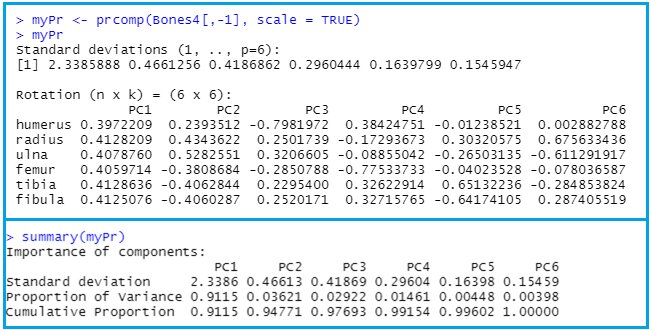 > myPr <- prcomp(Bones4[,-1], scale = TRUE)
> myPr
Standard deviations (1, .., p=6):
[1] 2.3385888 0.4661256 0.4186862 0.2960444 0.1639799 0.1545947

Rotation (n x k) = (6 x 6):
PC1 PC2 PC3 PC4 PC5 PC6
humerus 0.3972209 0.2393512 -0.7981972 0.38424751 -0.01238521 0.002882788
radius 0.4128209 0.4343622 0.2501739 -0.17293673 0.30320575 0.675633436
ulna 0.4078760 0.5282551 0.3206605 -0.08855042 -0.26503135 -0.611291917
femur 0.4059714 -0.3808684 -0.2850788 -0.77533733 -0.04023528 -0.078036587
tibia 0.4128636 -0.4062844 0.2295400 0.32622914 0.65132236 -0.284853824
fibula 0.4125076 -0.4060287 0.2520171 0.32715765 -0.64174105 0.287405519
> summary(myPr)
Importance of components:
PC1 PC2 PC3 PC4 PC5 PC6
Standard deviation 2.3386 0.46613 0.41869 0.29604 0.16398 0.15459
Proportion of Variance 0.9115 0.03621 0.02922 0.01461 0.00448 0.00398
Cumulative Proportion 0.9115 0.94771 0.97693 0.99154 0.99602 1.00000